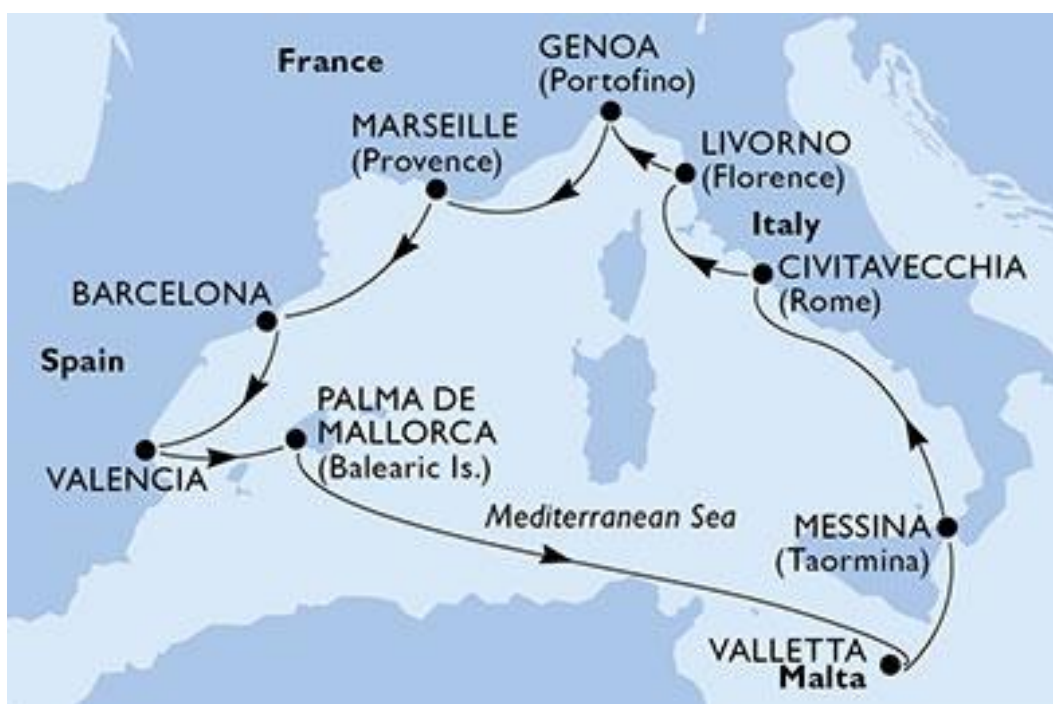 France
GENOA
(Portofino)
MARSEILLE
(Provence)
LIVORNO
(Florence)
Italy
CIVITAVECCHIA
(Rome)
BARCELONA
Spain
PALMA DE
MALLORCA
(Balearic Is.)
VALENCIA
Mediterranean Sea
MESSINA
(Taormina)
VALLETTA
Malta